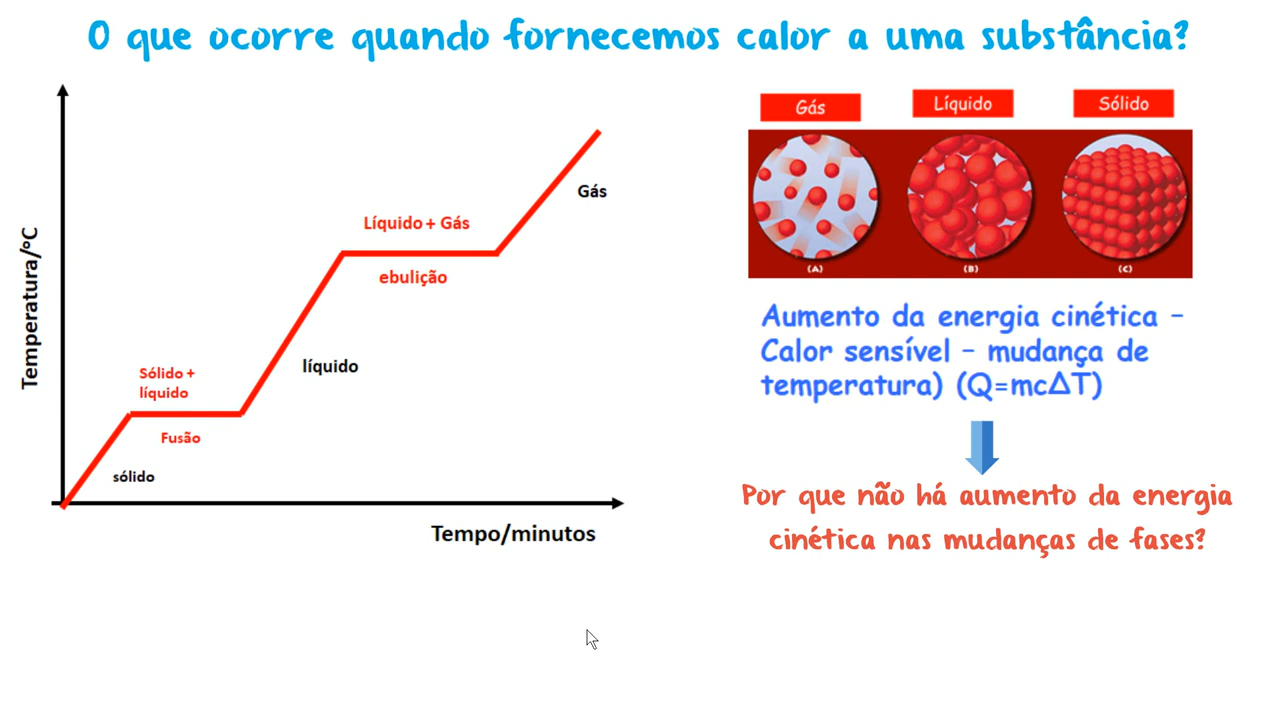 O que ocorre quando fornecemos calor a uma substância?
Temperatura/°C
Gás
Líquido + Gás
ebulição
líquido
Sólido +
líquido
Fusão
sólido
Tempo/minutos
Gás
Líquido
Sólido
(A)
(B)
(C)
Aumento da energia cinética –
Calor sensível – mudança de
temperatura) (Q=mcΔT)
Por que não há aumento da energia
cinética nas mudanças de fases?